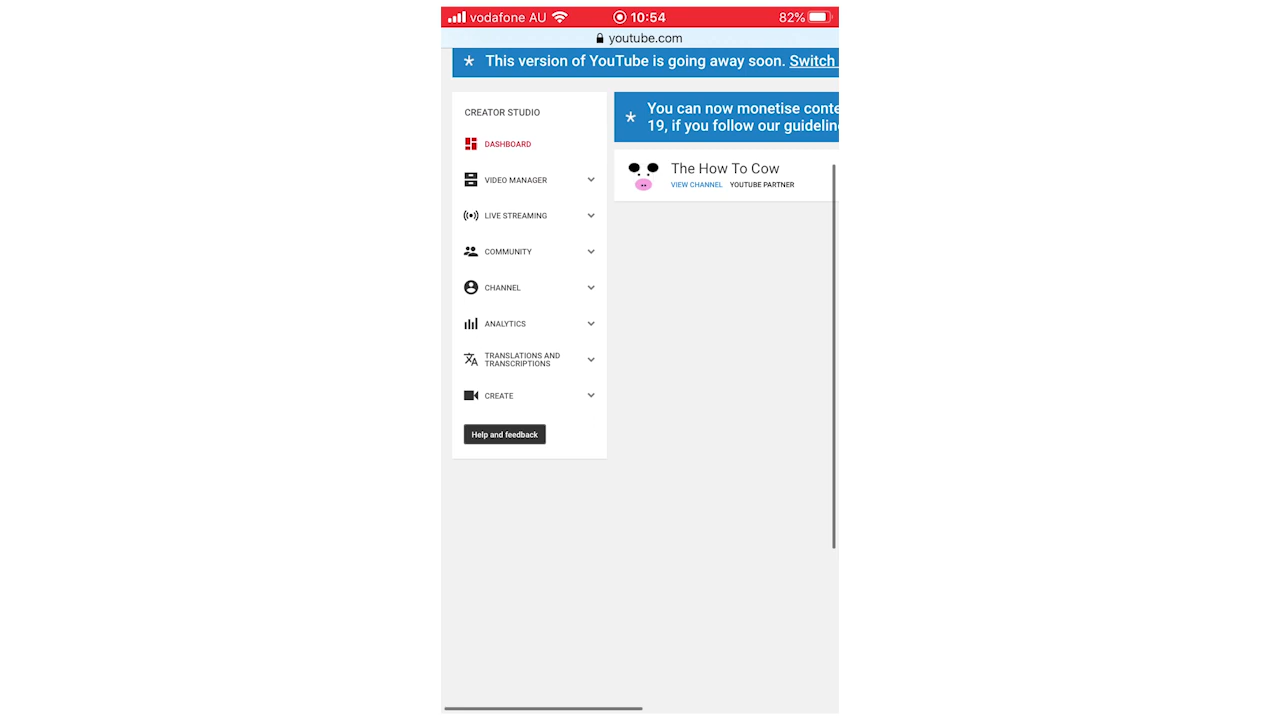 vodafone AU 10:54 82%
youtube.com
This version of YouTube is going away soon. Switch
CREATOR STUDIO
DASHBOARD
VIDEO MANAGER
LIVE STREAMING
COMMUNITY
CHANNEL
ANALYTICS
TRANSLATIONS AND
TRANSCRIPTIONS
CREATE
Help and feedback
You can now monetise conte
19, if you follow our guidelin
The How To Cow
VIEW CHANNEL YOUTUBE PARTNER